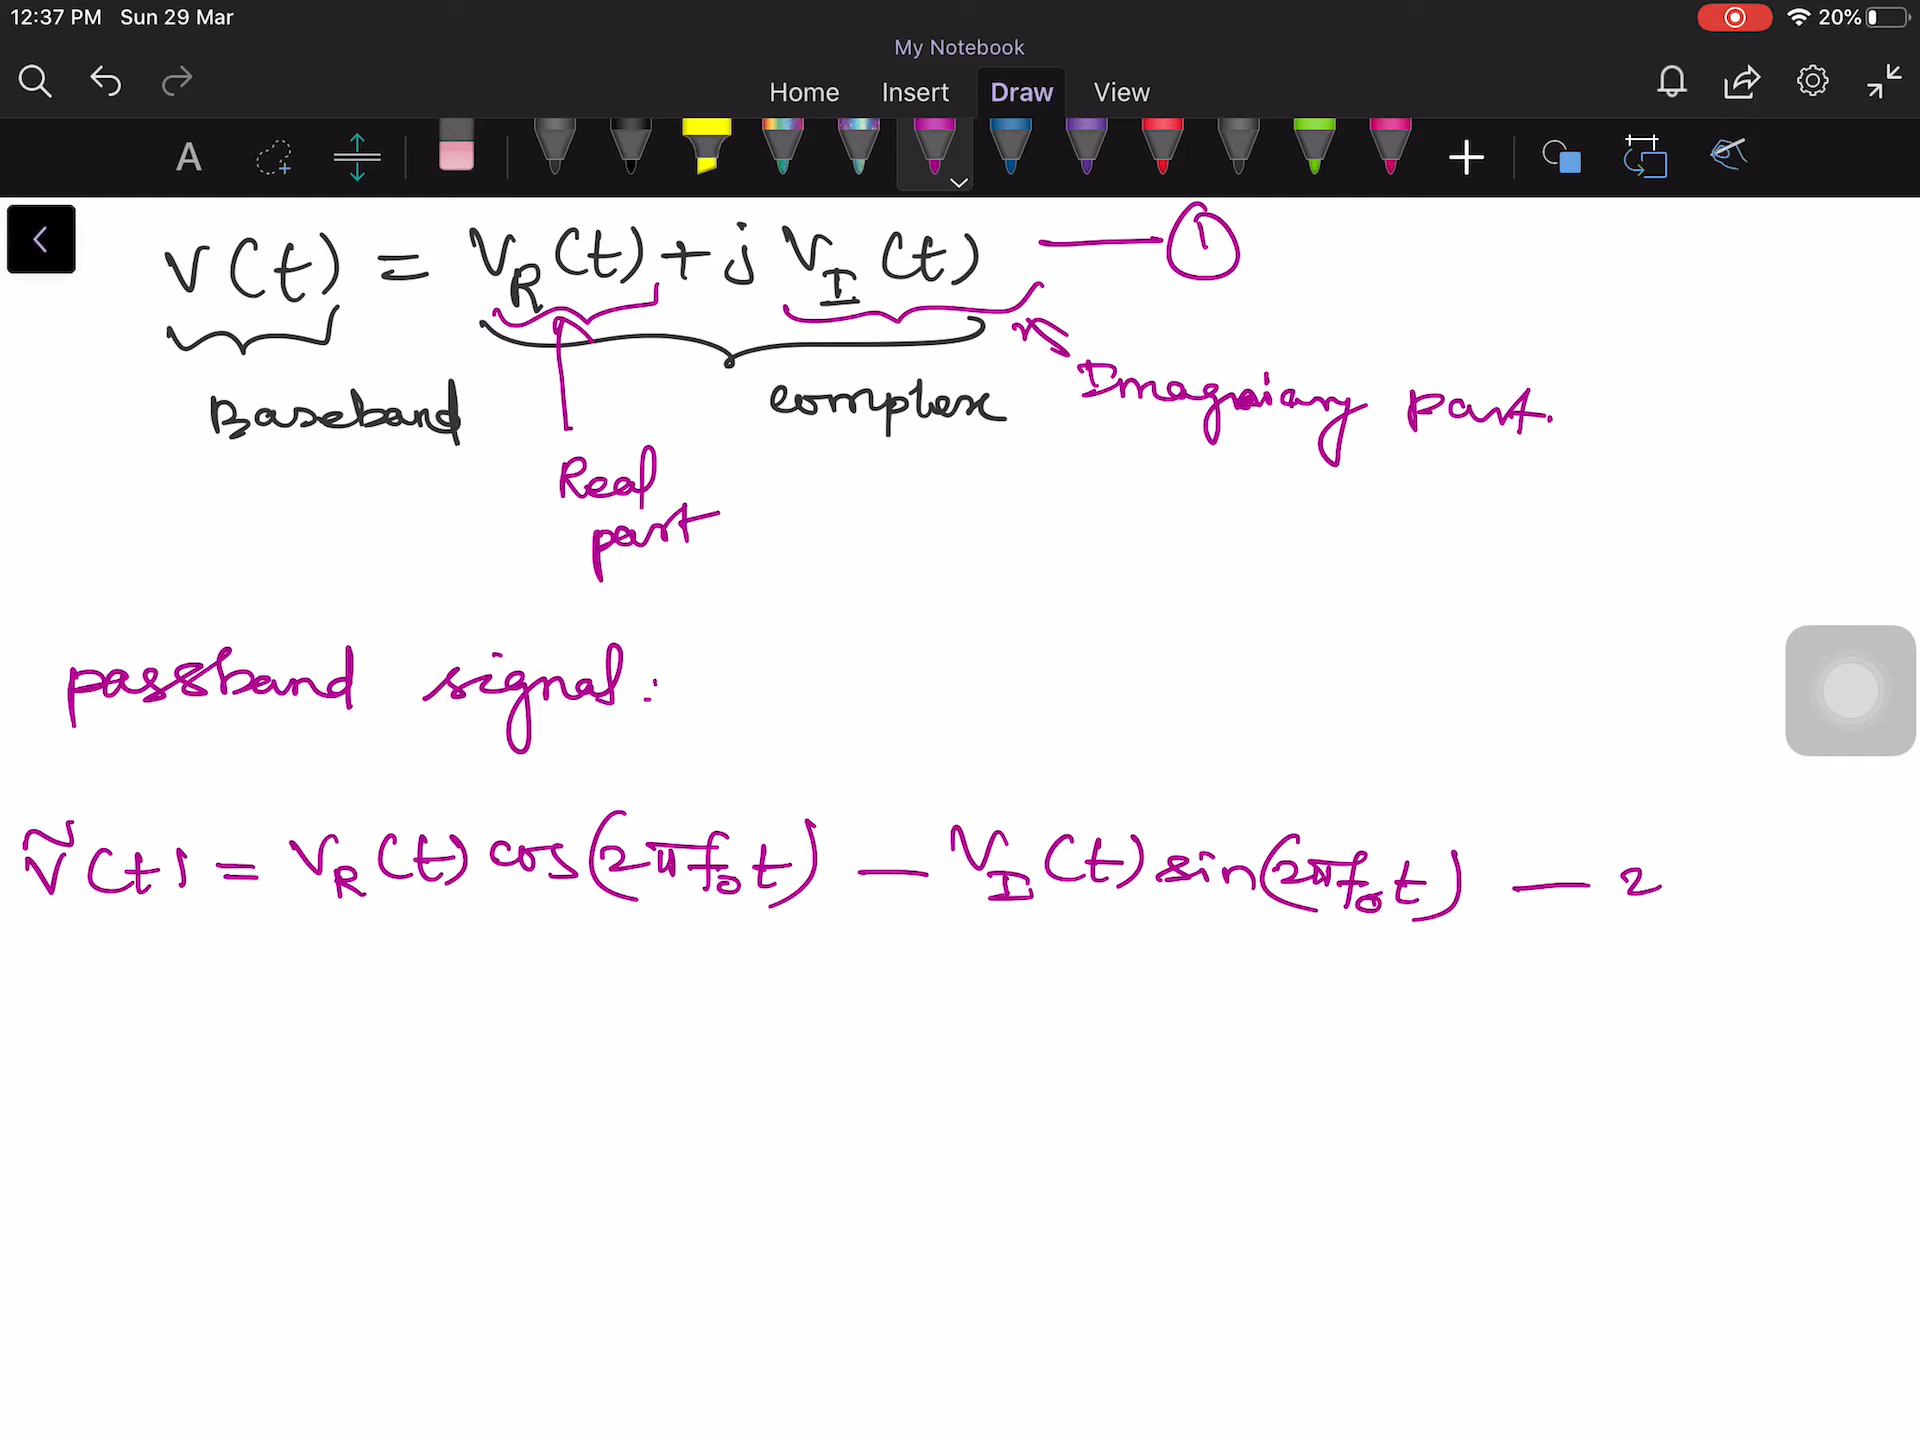 12:37 PM Sun 29 Mar 20%
My Notebook
Home Insert Draw View
A
V(t) = V_R(t) + j V_I(t) — ①
Baseband complex Imagniary part.
Real
part
passband signal:
Ṽ(t) = V_R(t) cos(2πf₀t) — V_I(t) sin(2πf₀t) — 2